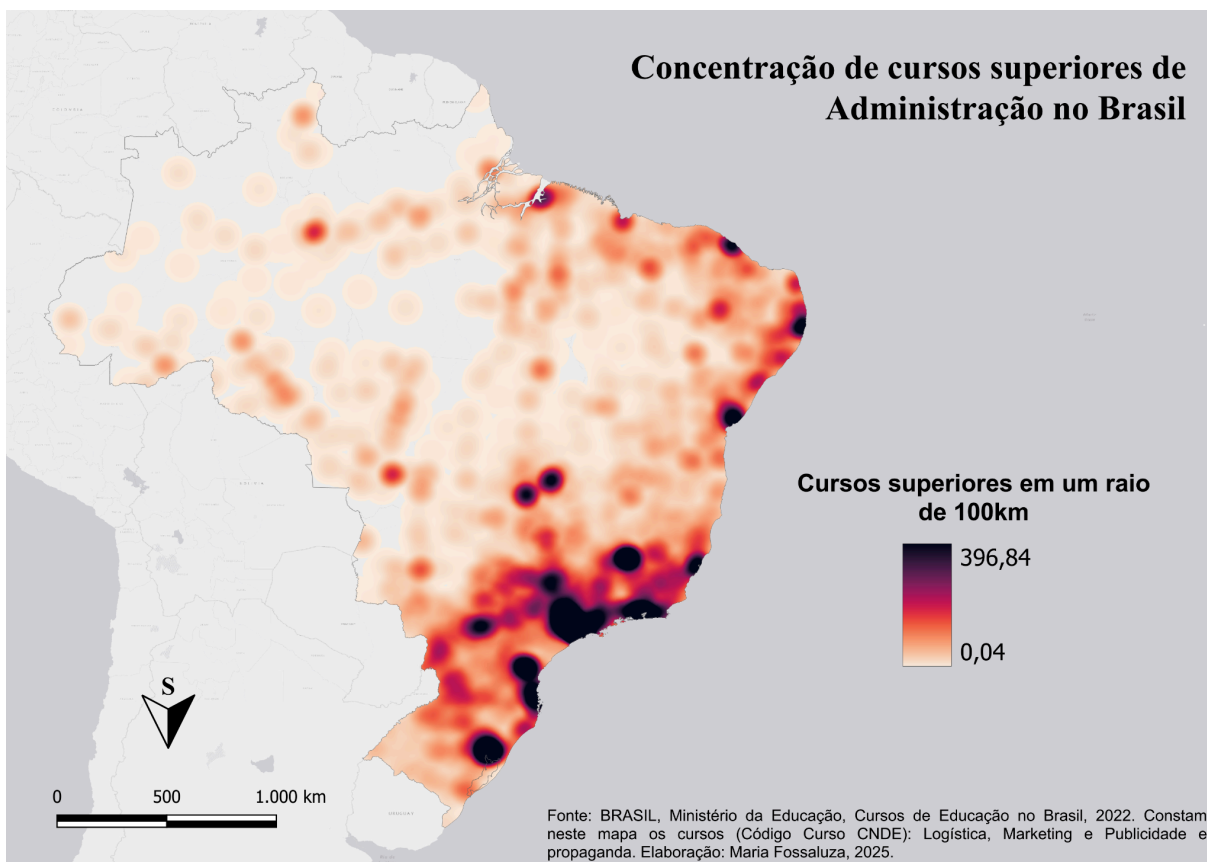 Concentração de cursos superiores de
Administração no Brasil
Cursos superiores em um raio
de 100km
396,84
0,04
S
0 500 1.000 km
URUGUAY
Fonte: BRASIL, Ministério da Educação, Cursos de Educação no Brasil, 2022. Constam
neste mapa os cursos (Código Curso CNDE): Logística, Marketing e Publicidade e
propaganda. Elaboração: Maria Fossaluza, 2025.